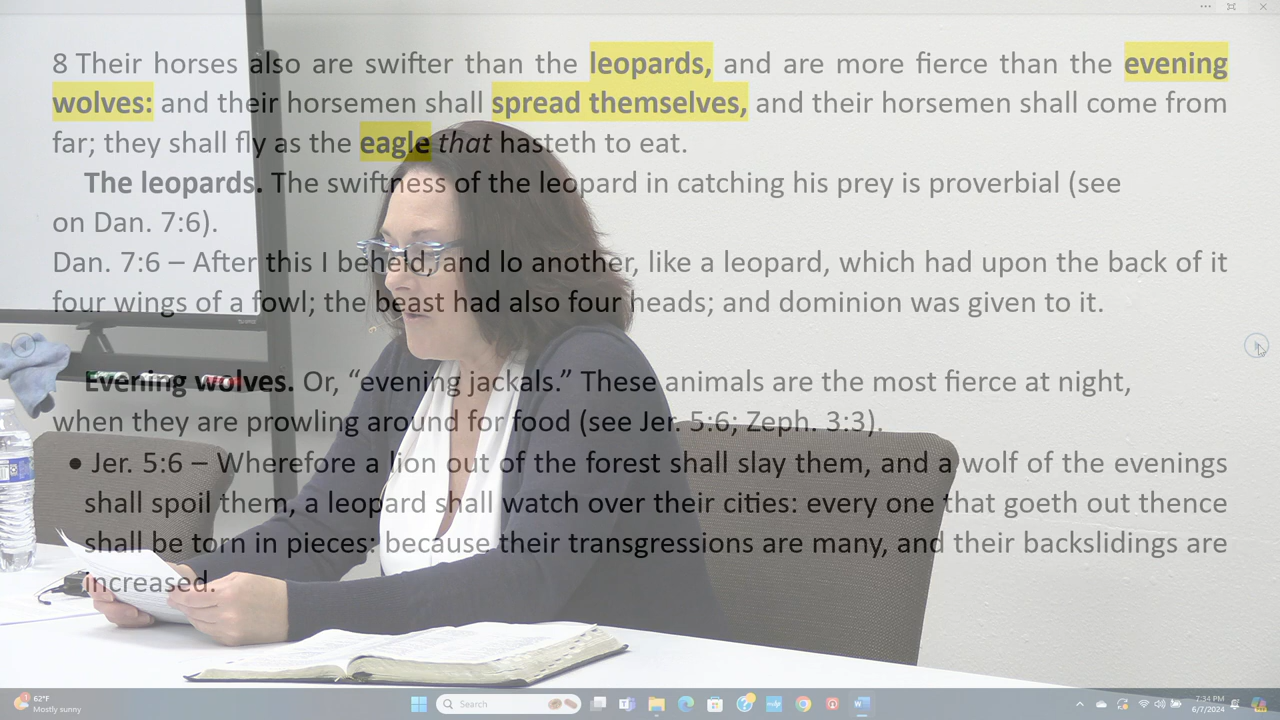 8 Their horses also are swifter than the leopards, and are more fierce than the evening
wolves: and their horsemen shall spread themselves, and their horsemen shall come from
far; they shall fly as the eagle that hasteth to eat.
The leopards. The swiftness of the leopard in catching his prey is proverbial (see
on Dan. 7:6).
Dan. 7:6 – After this I beheld, and lo another, like a leopard, which had upon the back of it
four wings of a fowl; the beast had also four heads; and dominion was given to it.
Evening wolves. Or, “evening jackals.” These animals are the most fierce at night,
when they are prowling around for food (see Jer. 5:6; Zeph. 3:3).
• Jer. 5:6 – Wherefore a lion out of the forest shall slay them, and a wolf of the evenings
shall spoil them, a leopard shall watch over their cities: every one that goeth out thence
shall be torn in pieces: because their transgressions are many, and their backslidings are
increased.
62°F
Mostly sunny
Search
7:34 PM
6/7/2024